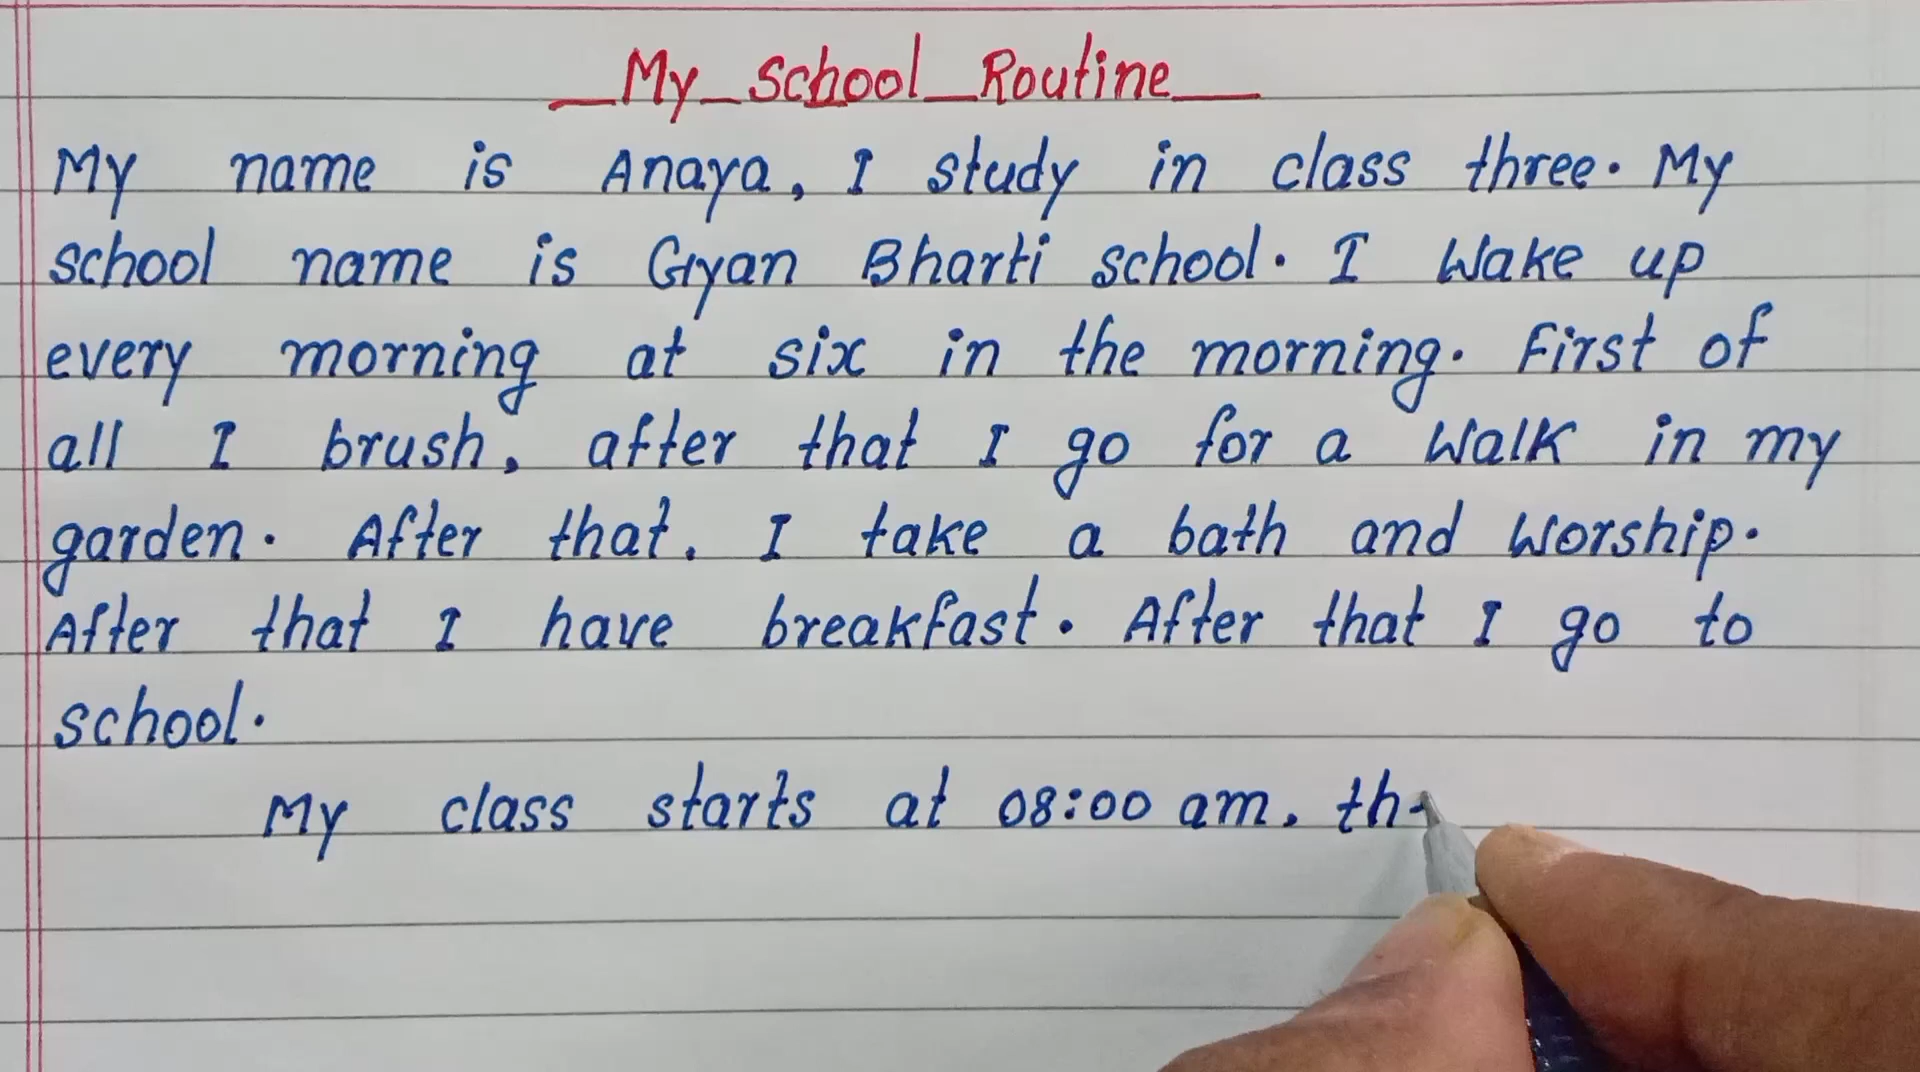 My School Routine
My name is Anaya, I study in class three. My
school name is Gyan Bharti school. I Wake up
every morning at six in the morning. First of
all I brush, after that I go for a Walk in my
garden. After that, I take a bath and Worship.
After that I have breakfast. After that I go to
school.
My class starts at 08:00 am,